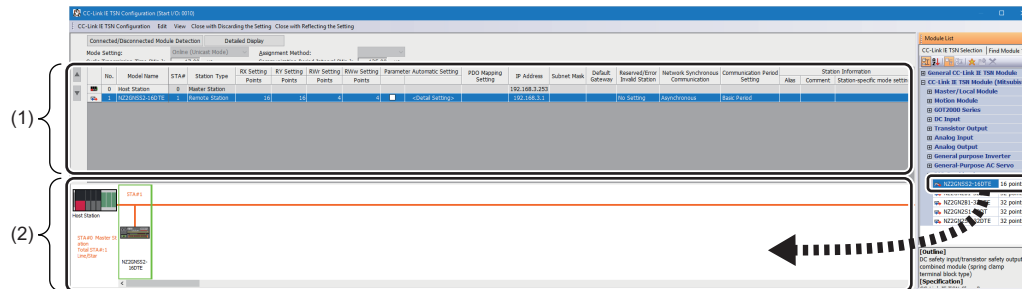 CC-Link IE TSN Configuration (Start I/O: 0010)
CC-Link IE TSN Configuration Edit View Close with Discarding the Setting Close with Reflecting the Setting
Connected/Disconnected Module Detection Detailed Display
Mode Setting: Online (Unicast Mode) Assignment Method:
No. Model Name STA# Station Type RX Setting RY Setting RWr Setting RWw Setting Parameter Automatic Setting PDO Mapping Setting IP Address Subnet Mask Default Gateway Reserved/Error Invalid Station Network Synchronous Communication Communication Period Setting Station Information
Points Points Points Points Alias Comment Station-specific mode settin
0 Host Station 0 Master Station 192.168.3.253
1 NZ2GNSS2-16DTE 1 Remote Station 16 16 4 4 <Detail Setting> 192.168.3.1 No Setting Asynchronous Basic Period
(1)
(2)
STA#1
Host Station
STA#0 Master St
ation
Total STA#:1
Line/Star
NZ2GNSS2-
16DTE
Module List
CC-Link IE TSN Selection Find Module
General CC-Link IE TSN Module
CC-Link IE TSN Module (Mitsubis
Master/Local Module
Motion Module
GOT2000 Series
DC Input
Transistor Output
Analog Input
Analog Output
General purpose Inverter
General-Purpose AC Servo
NZ2GNSS2-16DTE 16 point
32 point
32 point
32 point
[Outline]
DC safety input/transistor safety output
combined module (spring clamp
terminal block type)
[Specification]